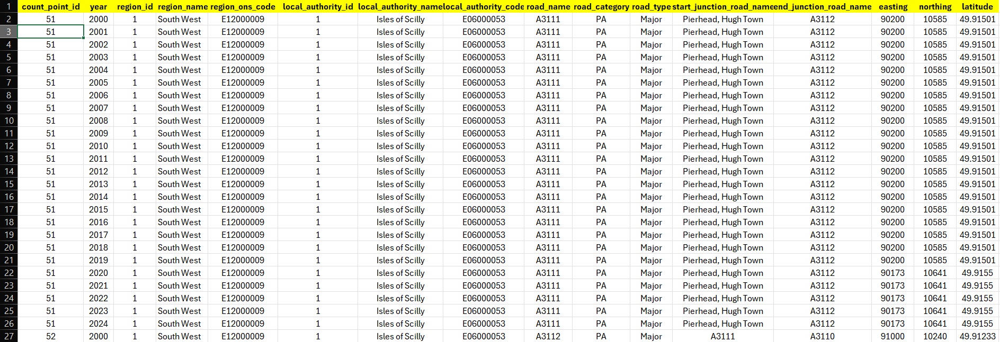 1 count_point_id year region_id region_name region_ons_code local_authority_id local_authority_name local_authority_code road_name road_category road_type start_junction_road_name end_junction_road_name easting northing latitude
2 51 2000 1 South West E12000009 1 Isles of Scilly E06000053 A3111 PA Major Pierhead, Hugh Town A3112 90200 10585 49.91501
3 51 2001 1 South West E12000009 1 Isles of Scilly E06000053 A3111 PA Major Pierhead, Hugh Town A3112 90200 10585 49.91501
4 51 2002 1 South West E12000009 1 Isles of Scilly E06000053 A3111 PA Major Pierhead, Hugh Town A3112 90200 10585 49.91501
5 51 2003 1 South West E12000009 1 Isles of Scilly E06000053 A3111 PA Major Pierhead, Hugh Town A3112 90200 10585 49.91501
6 51 2004 1 South West E12000009 1 Isles of Scilly E06000053 A3111 PA Major Pierhead, Hugh Town A3112 90200 10585 49.91501
7 51 2005 1 South West E12000009 1 Isles of Scilly E06000053 A3111 PA Major Pierhead, Hugh Town A3112 90200 10585 49.91501
8 51 2006 1 South West E12000009 1 Isles of Scilly E06000053 A3111 PA Major Pierhead, Hugh Town A3112 90200 10585 49.91501
9 51 2007 1 South West E12000009 1 Isles of Scilly E06000053 A3111 PA Major Pierhead, Hugh Town A3112 90200 10585 49.91501
10 51 2008 1 South West E12000009 1 Isles of Scilly E06000053 A3111 PA Major Pierhead, Hugh Town A3112 90200 10585 49.91501
11 51 2009 1 South West E12000009 1 Isles of Scilly E06000053 A3111 PA Major Pierhead, Hugh Town A3112 90200 10585 49.91501
12 51 2010 1 South West E12000009 1 Isles of Scilly E06000053 A3111 PA Major Pierhead, Hugh Town A3112 90200 10585 49.91501
13 51 2011 1 South West E12000009 1 Isles of Scilly E06000053 A3111 PA Major Pierhead, Hugh Town A3112 90200 10585 49.91501
14 51 2012 1 South West E12000009 1 Isles of Scilly E06000053 A3111 PA Major Pierhead, Hugh Town A3112 90200 10585 49.91501
15 51 2013 1 South West E12000009 1 Isles of Scilly E06000053 A3111 PA Major Pierhead, Hugh Town A3112 90200 10585 49.91501
16 51 2014 1 South West E12000009 1 Isles of Scilly E06000053 A3111 PA Major Pierhead, Hugh Town A3112 90200 10585 49.91501
17 51 2015 1 South West E12000009 1 Isles of Scilly E06000053 A3111 PA Major Pierhead, Hugh Town A3112 90200 10585 49.91501
18 51 2016 1 South West E12000009 1 Isles of Scilly E06000053 A3111 PA Major Pierhead, Hugh Town A3112 90200 10585 49.91501
19 51 2017 1 South West E12000009 1 Isles of Scilly E06000053 A3111 PA Major Pierhead, Hugh Town A3112 90200 10585 49.91501
20 51 2018 1 South West E12000009 1 Isles of Scilly E06000053 A3111 PA Major Pierhead, Hugh Town A3112 90200 10585 49.91501
21 51 2019 1 South West E12000009 1 Isles of Scilly E06000053 A3111 PA Major Pierhead, Hugh Town A3112 90200 10585 49.91501
22 51 2020 1 South West E12000009 1 Isles of Scilly E06000053 A3111 PA Major Pierhead, Hugh Town A3112 90173 10641 49.9155
23 51 2021 1 South West E12000009 1 Isles of Scilly E06000053 A3111 PA Major Pierhead, Hugh Town A3112 90173 10641 49.9155
24 51 2022 1 South West E12000009 1 Isles of Scilly E06000053 A3111 PA Major Pierhead, Hugh Town A3112 90173 10641 49.9155
25 51 2023 1 South West E12000009 1 Isles of Scilly E06000053 A3111 PA Major Pierhead, Hugh Town A3112 90173 10641 49.9155
26 51 2024 1 South West E12000009 1 Isles of Scilly E06000053 A3111 PA Major Pierhead, Hugh Town A3112 90173 10641 49.9155
27 52 2000 1 South West E12000009 1 Isles of Scilly E06000053 A3112 PA Major A3111 A3110 91000 10240 49.91233